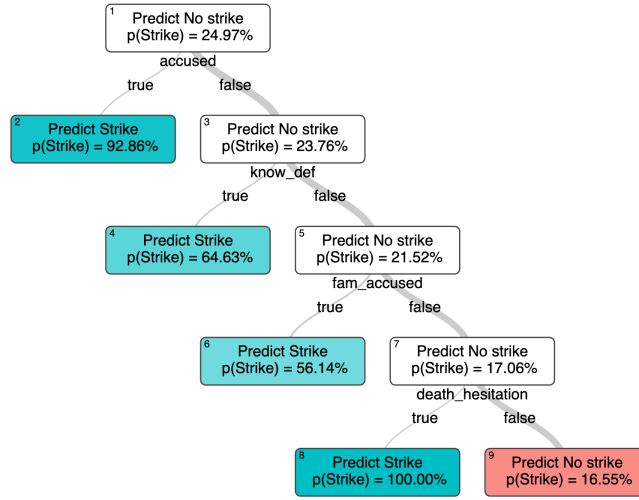 1
Predict No strike
p(Strike) = 24.97%
accused
true false
2
Predict Strike
p(Strike) = 92.86%
3
Predict No strike
p(Strike) = 23.76%
know_def
true false
4
Predict Strike
p(Strike) = 64.63%
5
Predict No strike
p(Strike) = 21.52%
fam_accused
true false
6
Predict Strike
p(Strike) = 56.14%
7
Predict No strike
p(Strike) = 17.06%
death_hesitation
true false
8
Predict Strike
p(Strike) = 100.00%
9
Predict No strike
p(Strike) = 16.55%